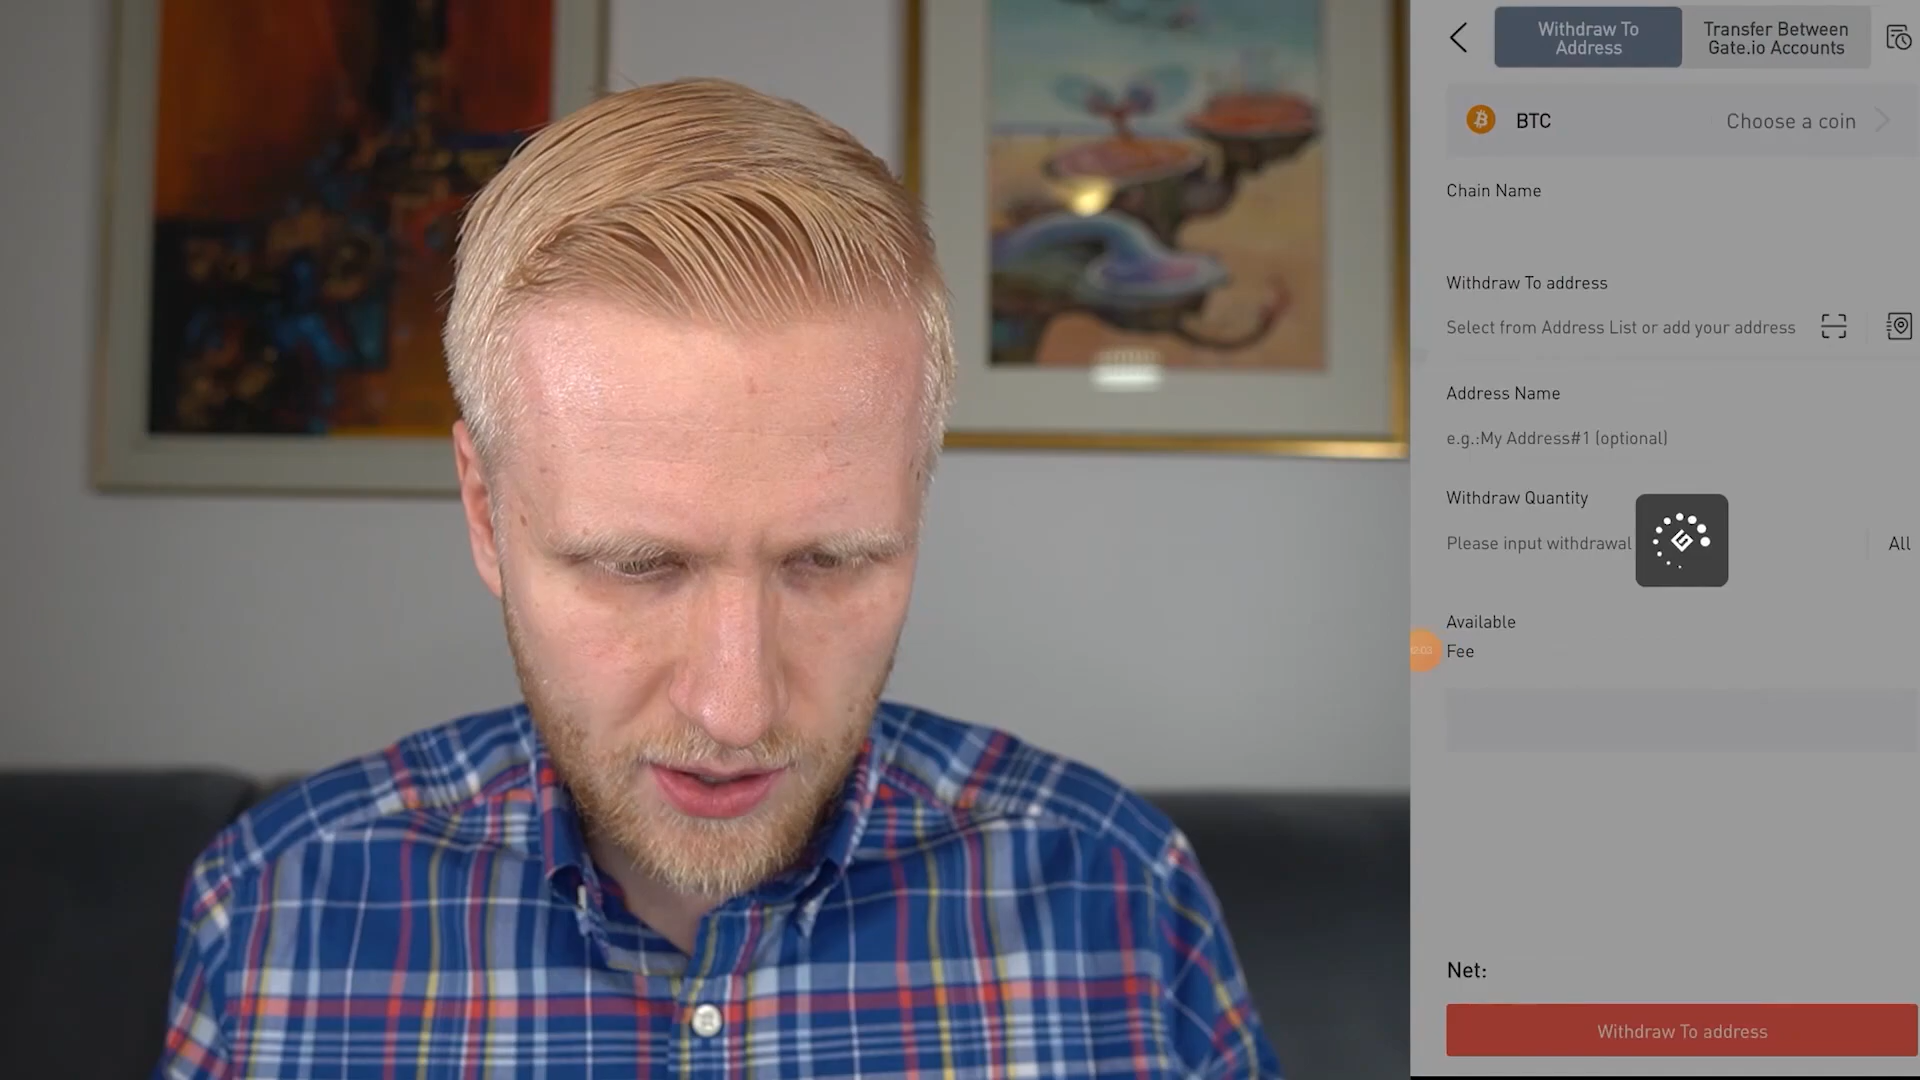 Withdraw To
Address
Transfer Between
Gate.io Accounts
BTC
Choose a coin
Chain Name
Withdraw To address
Select from Address List or add your address
Address Name
e.g.:My Address#1 (optional)
Withdraw Quantity
Please input withdrawal
All
Available
Fee
Net:
Withdraw To address